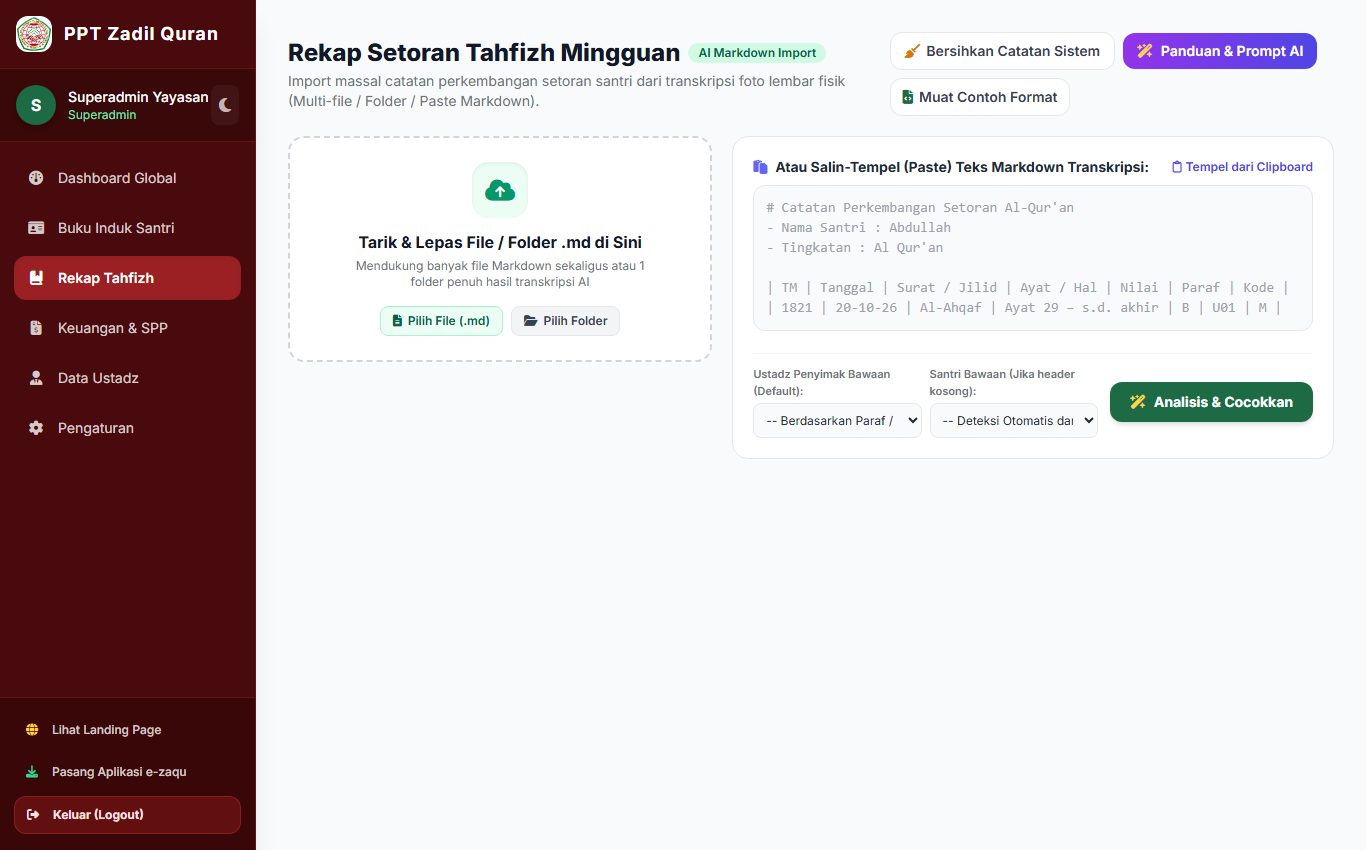 PPT Zadil Quran
S
Superadmin Yayasan
Superadmin
Dashboard Global
Buku Induk Santri
Rekap Tahfizh
Keuangan & SPP
Data Ustadz
Pengaturan
Lihat Landing Page
Pasang Aplikasi e-zaqu
Keluar (Logout)
Rekap Setoran Tahfizh Mingguan
AI Markdown Import
Import massal catatan perkembangan setoran santri dari transkripsi foto lembar fisik
(Multi-file / Folder / Paste Markdown).
Bersihkan Catatan Sistem
Panduan & Prompt AI
Muat Contoh Format
Tarik & Lepas File / Folder .md di Sini
Mendukung banyak file Markdown sekaligus atau 1
folder penuh hasil transkripsi AI
Pilih File (.md)
Pilih Folder
Atau Salin-Tempel (Paste) Teks Markdown Transkripsi:
Tempel dari Clipboard
# Catatan Perkembangan Setoran Al-Qur'an
- Nama Santri : Abdullah
- Tingkatan : Al Qur'an
| TM | Tanggal | Surat / Jilid | Ayat / Hal | Nilai | Paraf | Kode |
| 1821 | 20-10-26 | Al-Ahqaf | Ayat 29 – s.d. akhir | B | U01 | M |
Ustadz Penyimak Bawaan
(Default):
-- Berdasarkan Paraf /
Santri Bawaan (Jika header
kosong):
-- Deteksi Otomatis dar
Analisis & Cocokkan